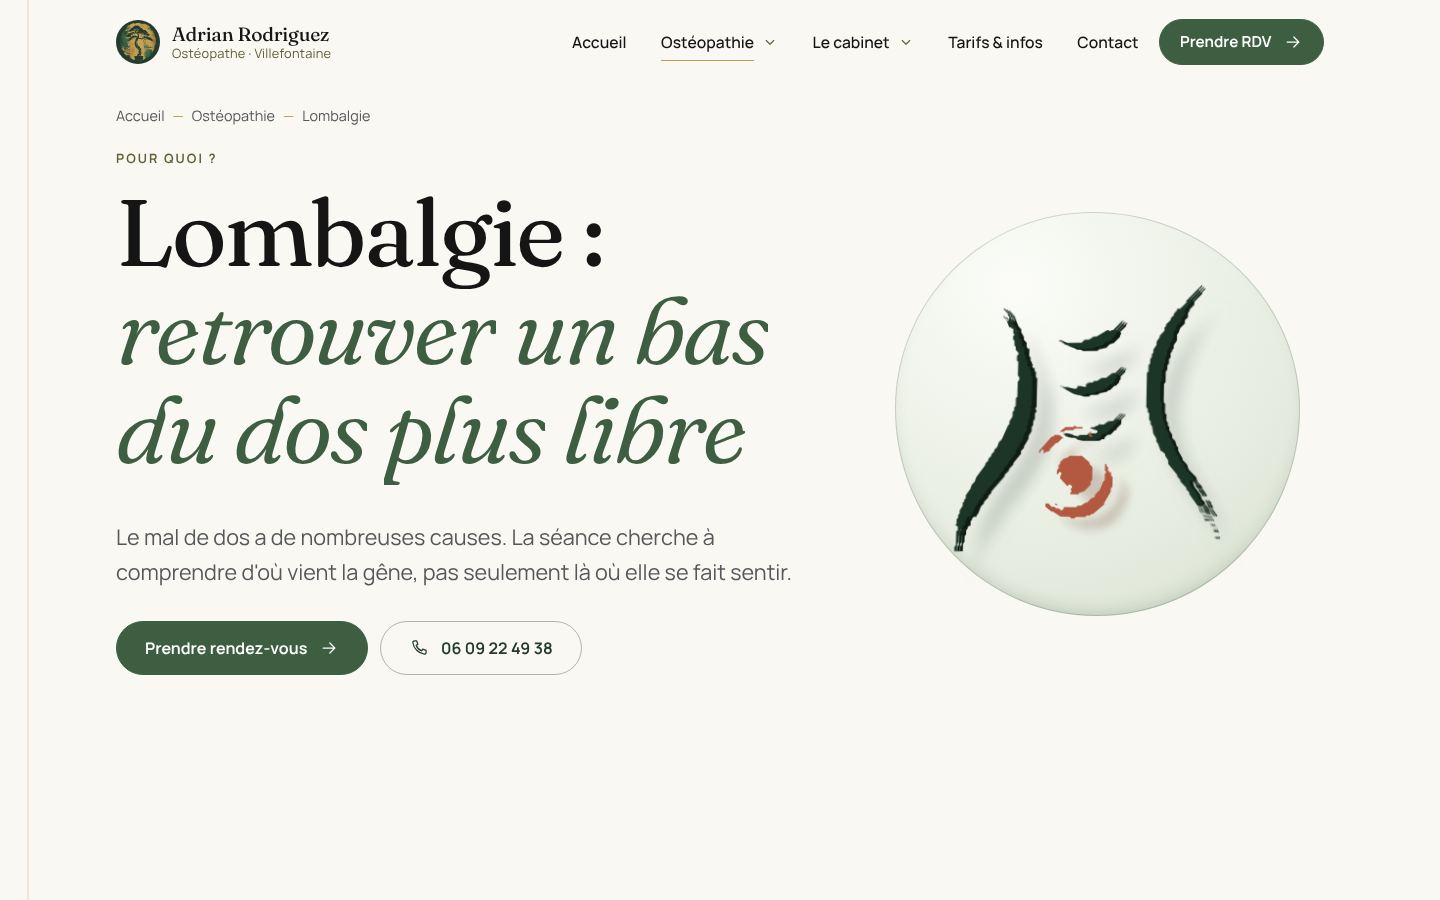 Adrian Rodriguez
Ostéopathe · Villefontaine
Accueil
Ostéopathie
Le cabinet
Tarifs & infos
Contact
Prendre RDV
Accueil — Ostéopathie — Lombalgie
POUR QUOI ?
Lombalgie :
retrouver un bas
du dos plus libre
Le mal de dos a de nombreuses causes. La séance cherche à
comprendre d'où vient la gêne, pas seulement là où elle se fait sentir.
Prendre rendez-vous
06 09 22 49 38